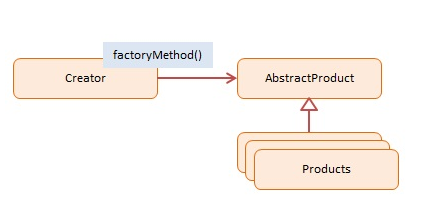 factoryMethod()
Creator
AbstractProduct
Products